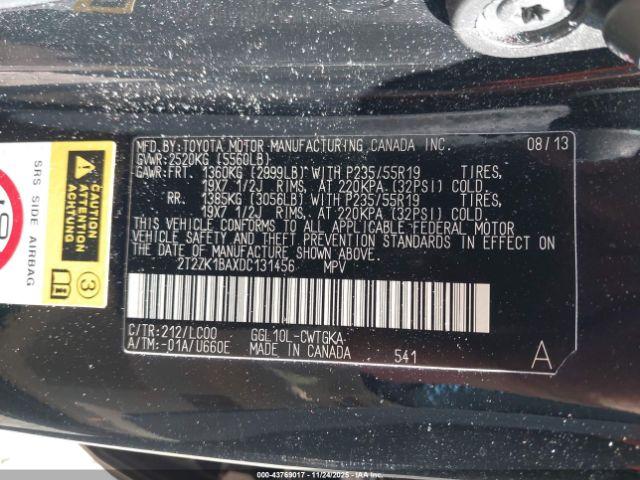 MFD. BY: TOYOTA MOTOR MANUFACTURING CANADA INC. 08/13
GVWR: 2520KG (5560LB)
GAWR: FRT. 1360KG (2999LB) WITH P235/55R19 TIRES,
19X7 1/2J RIMS, AT 220KPA (32PSI) COLD.
RR. 1385KG (3056LB) WITH P235/55R19 TIRES,
19X7 1/2J RIMS, AT 220KPA (32PSI) COLD.
THIS VEHICLE CONFORMS TO ALL APPLICABLE FEDERAL MOTOR
VEHICLE SAFETY AND THEFT PREVENTION STANDARDS IN EFFECT ON
THE DATE OF MANUFACTURE SHOWN ABOVE.
2T2ZK1BAXDC131456 MPV
C/TR: 212/LC00 GGL10L-CWTGKA
A/TM: -01A/U660E MADE IN CANADA 541 A
SRS SIDE AIRBAG
ATTENTION
ACHTUNG
3
000-43769017 - 11/24/2025 - IAAI.COM